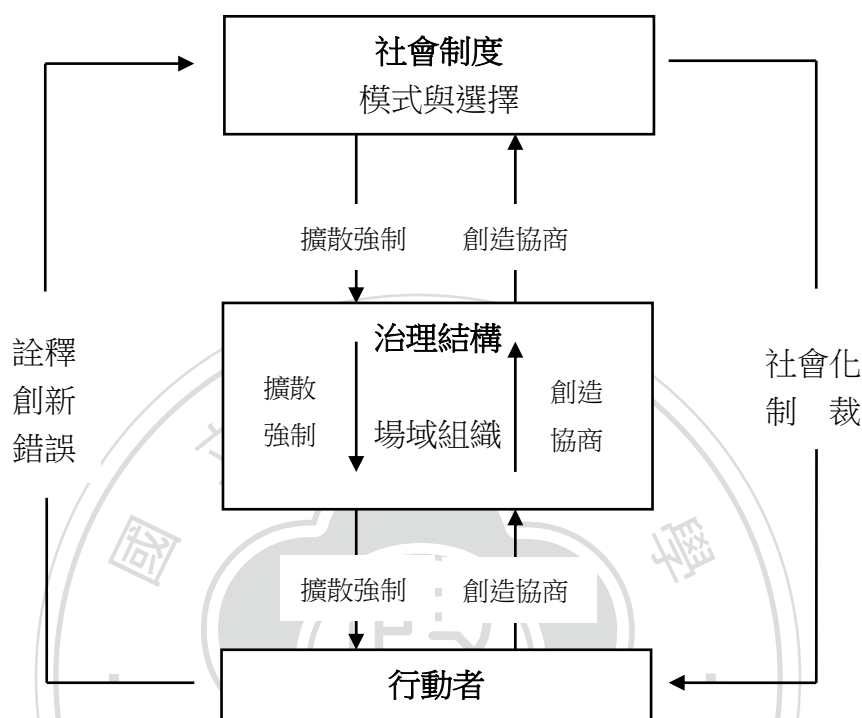 社會制度
模式與選擇
擴散強制 創造協商
治理結構
詮釋
創新
錯誤
擴散
強制
場域組織
創造
協商
社會化
制 裁
國
學
擴散強制 創造協商
行動者